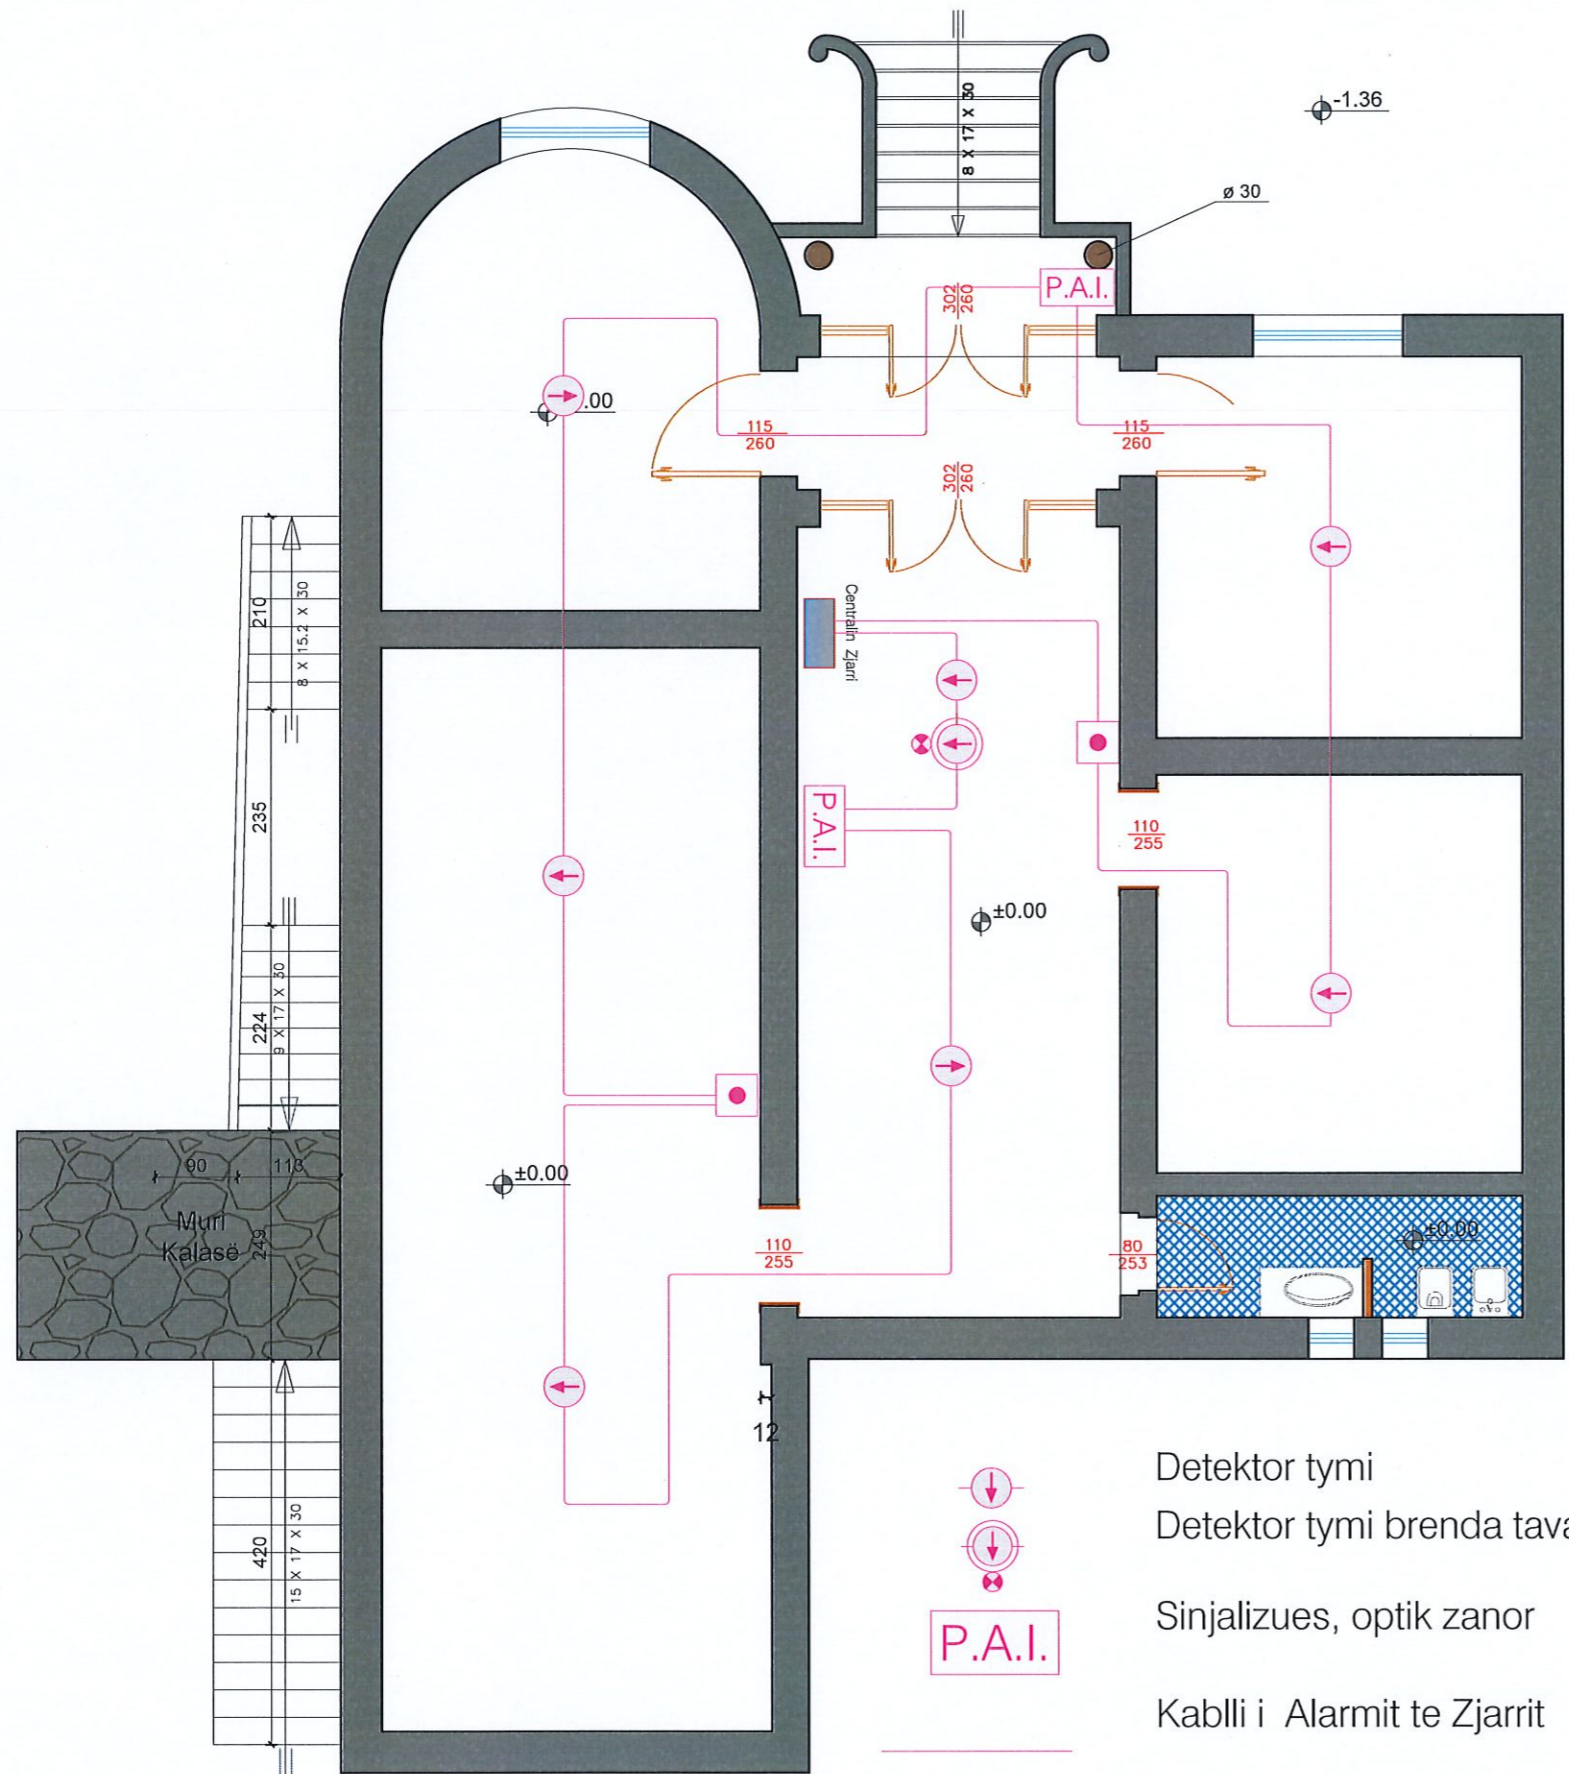 -1.36
8 X 17 X 30
ø 30
P.A.I.
302
260
.00
115
260
115
260
302
260
Centralin Zjarri
210
8 X 15.2 X 30
P.A.I.
235
110
255
±0.00
224
9 X 17 X 30
±0.00
90
113
Muri
Kalasë
249
110
255
80
253
±0.00
12
420
15 X 17 X 30
Detektor tymi
Detektor tymi brenda
Sinjalizues, optik zanor
P.A.I.
Kablli i Alarmit te Zjarrit